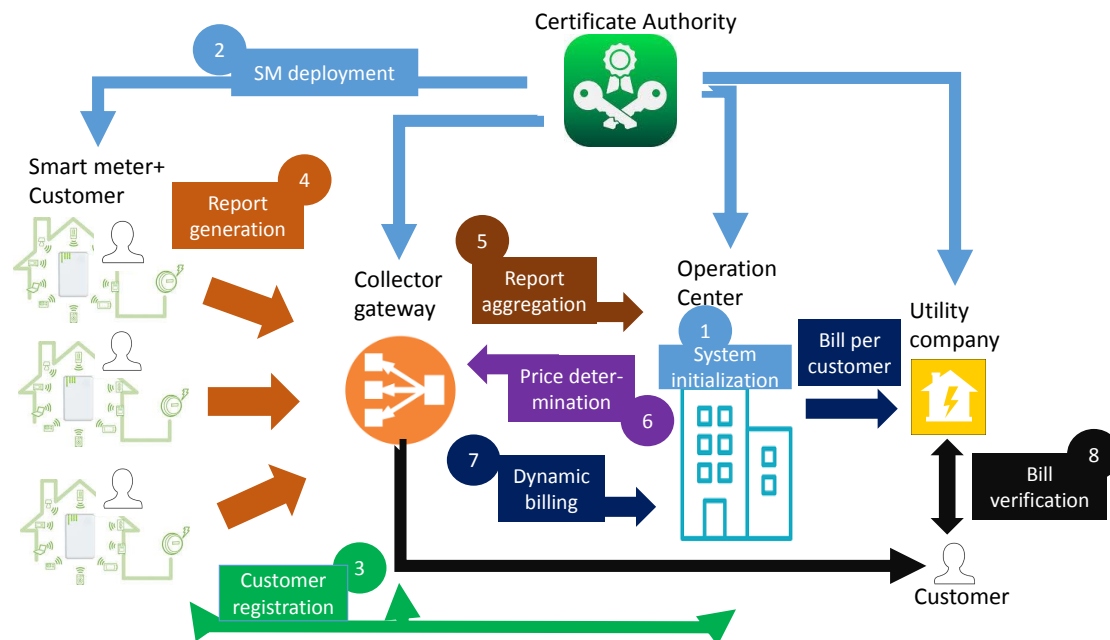 Certificate Authority
2
SM deployment
Smart meter+
Customer
4
Report
generation
5
Report
aggregation
Collector
gateway
Operation
Center
1
System
initialization
Bill per
customer
Utility
company
Price deter-
mination
6
7
Dynamic
billing
8
Bill
verification
3
Customer
registration
Customer